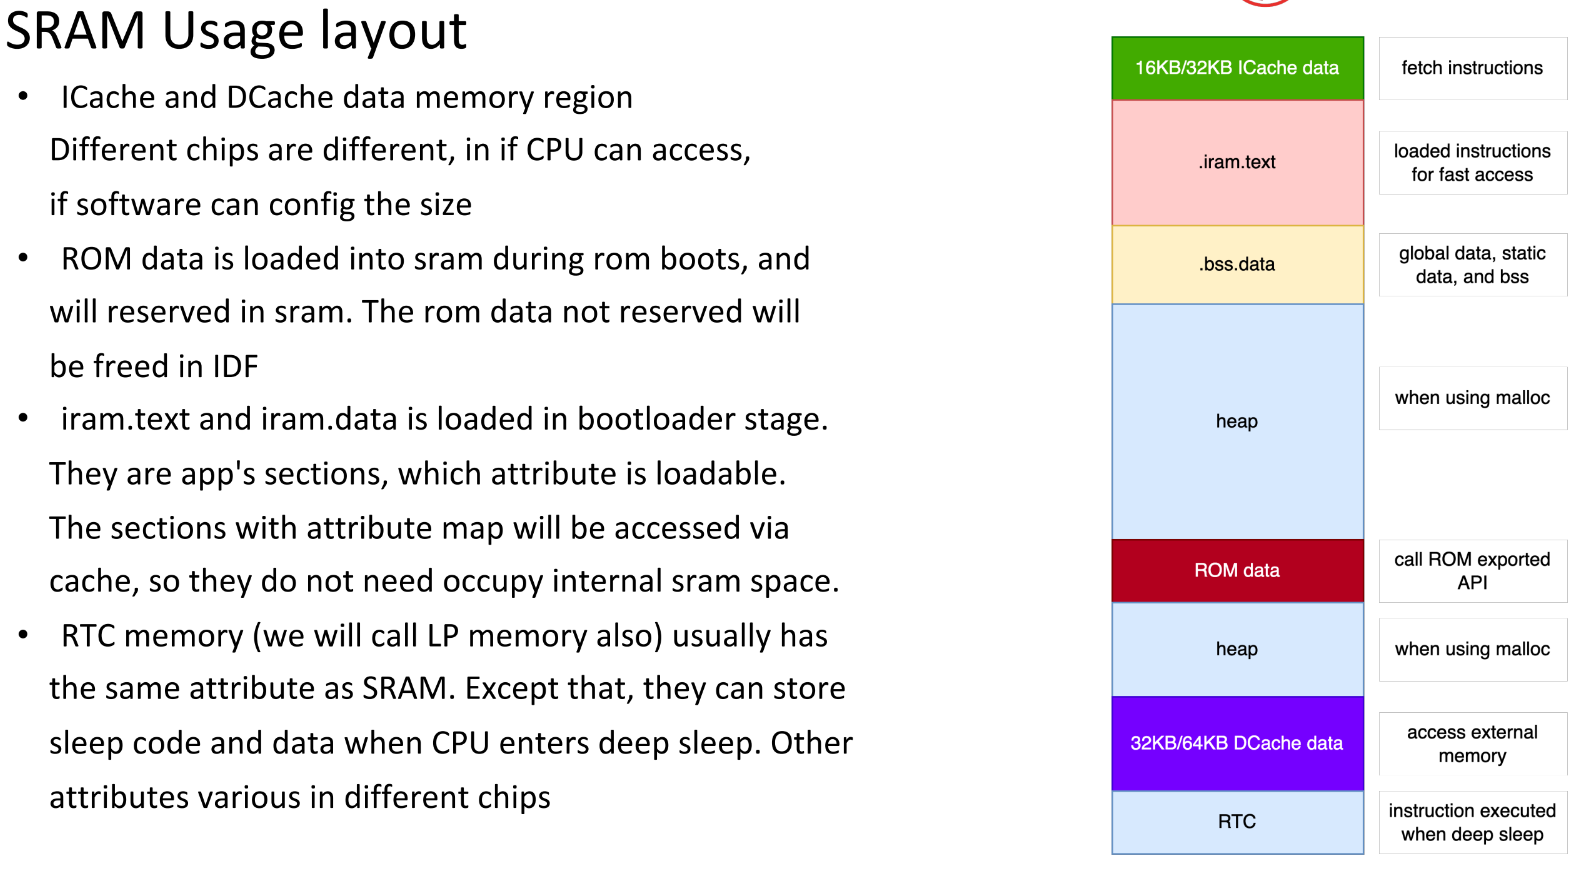 SRAM Usage layout
• ICache and DCache data memory region
Different chips are different, in if CPU can access,
if software can config the size
• ROM data is loaded into sram during rom boots, and
will reserved in sram. The rom data not reserved will
be freed in IDF
• iram.text and iram.data is loaded in bootloader stage.
They are app's sections, which attribute is loadable.
The sections with attribute map will be accessed via
cache, so they do not need occupy internal sram space.
• RTC memory (we will call LP memory also) usually has
the same attribute as SRAM. Except that, they can store
sleep code and data when CPU enters deep sleep. Other
attributes various in different chips
16KB/32KB ICache data
fetch instructions
.iram.text
loaded instructions
for fast access
.bss.data
global data, static
data, and bss
heap
when using malloc
ROM data
call ROM exported
API
heap
when using malloc
32KB/64KB DCache data
access external
memory
RTC
instruction executed
when deep sleep